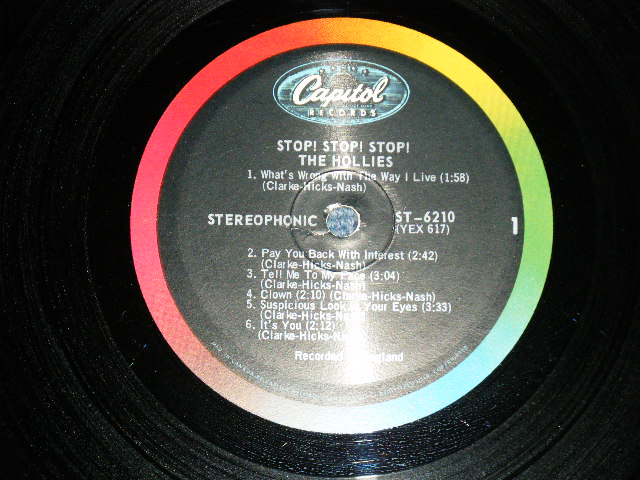 Capitol
RECORDS
STOP! STOP! STOP!
THE HOLLIES
1. What's Wrong With The Way I Live (1:58)
(Clarke-Hicks-Nash)
STEREOPHONIC
ST-6210
(YEX 617)
1
2. Pay You Back With Interest (2:42)
(Clarke-Hicks-Nash)
3. Tell Me To My Face (3:04)
(Clarke-Hicks-Nash)
4. Clown (2:10) (Clarke-Hicks-Nash)
5. Suspicious Look In Your Eyes (3:33)
(Clarke-Hicks-Nash)
6. It's You (2:12)
(Clarke-Hicks-Nash)
Recorded in England